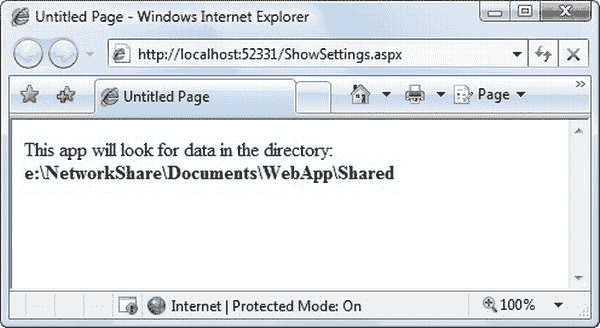 Untitled Page - Windows Internet Explorer
http://localhost:52331/ShowSettings.aspx
Untitled Page
Page
»
This app will look for data in the directory:
e:\NetworkShare\Documents\WebApp\Shared
Internet | Protected Mode: On
100%